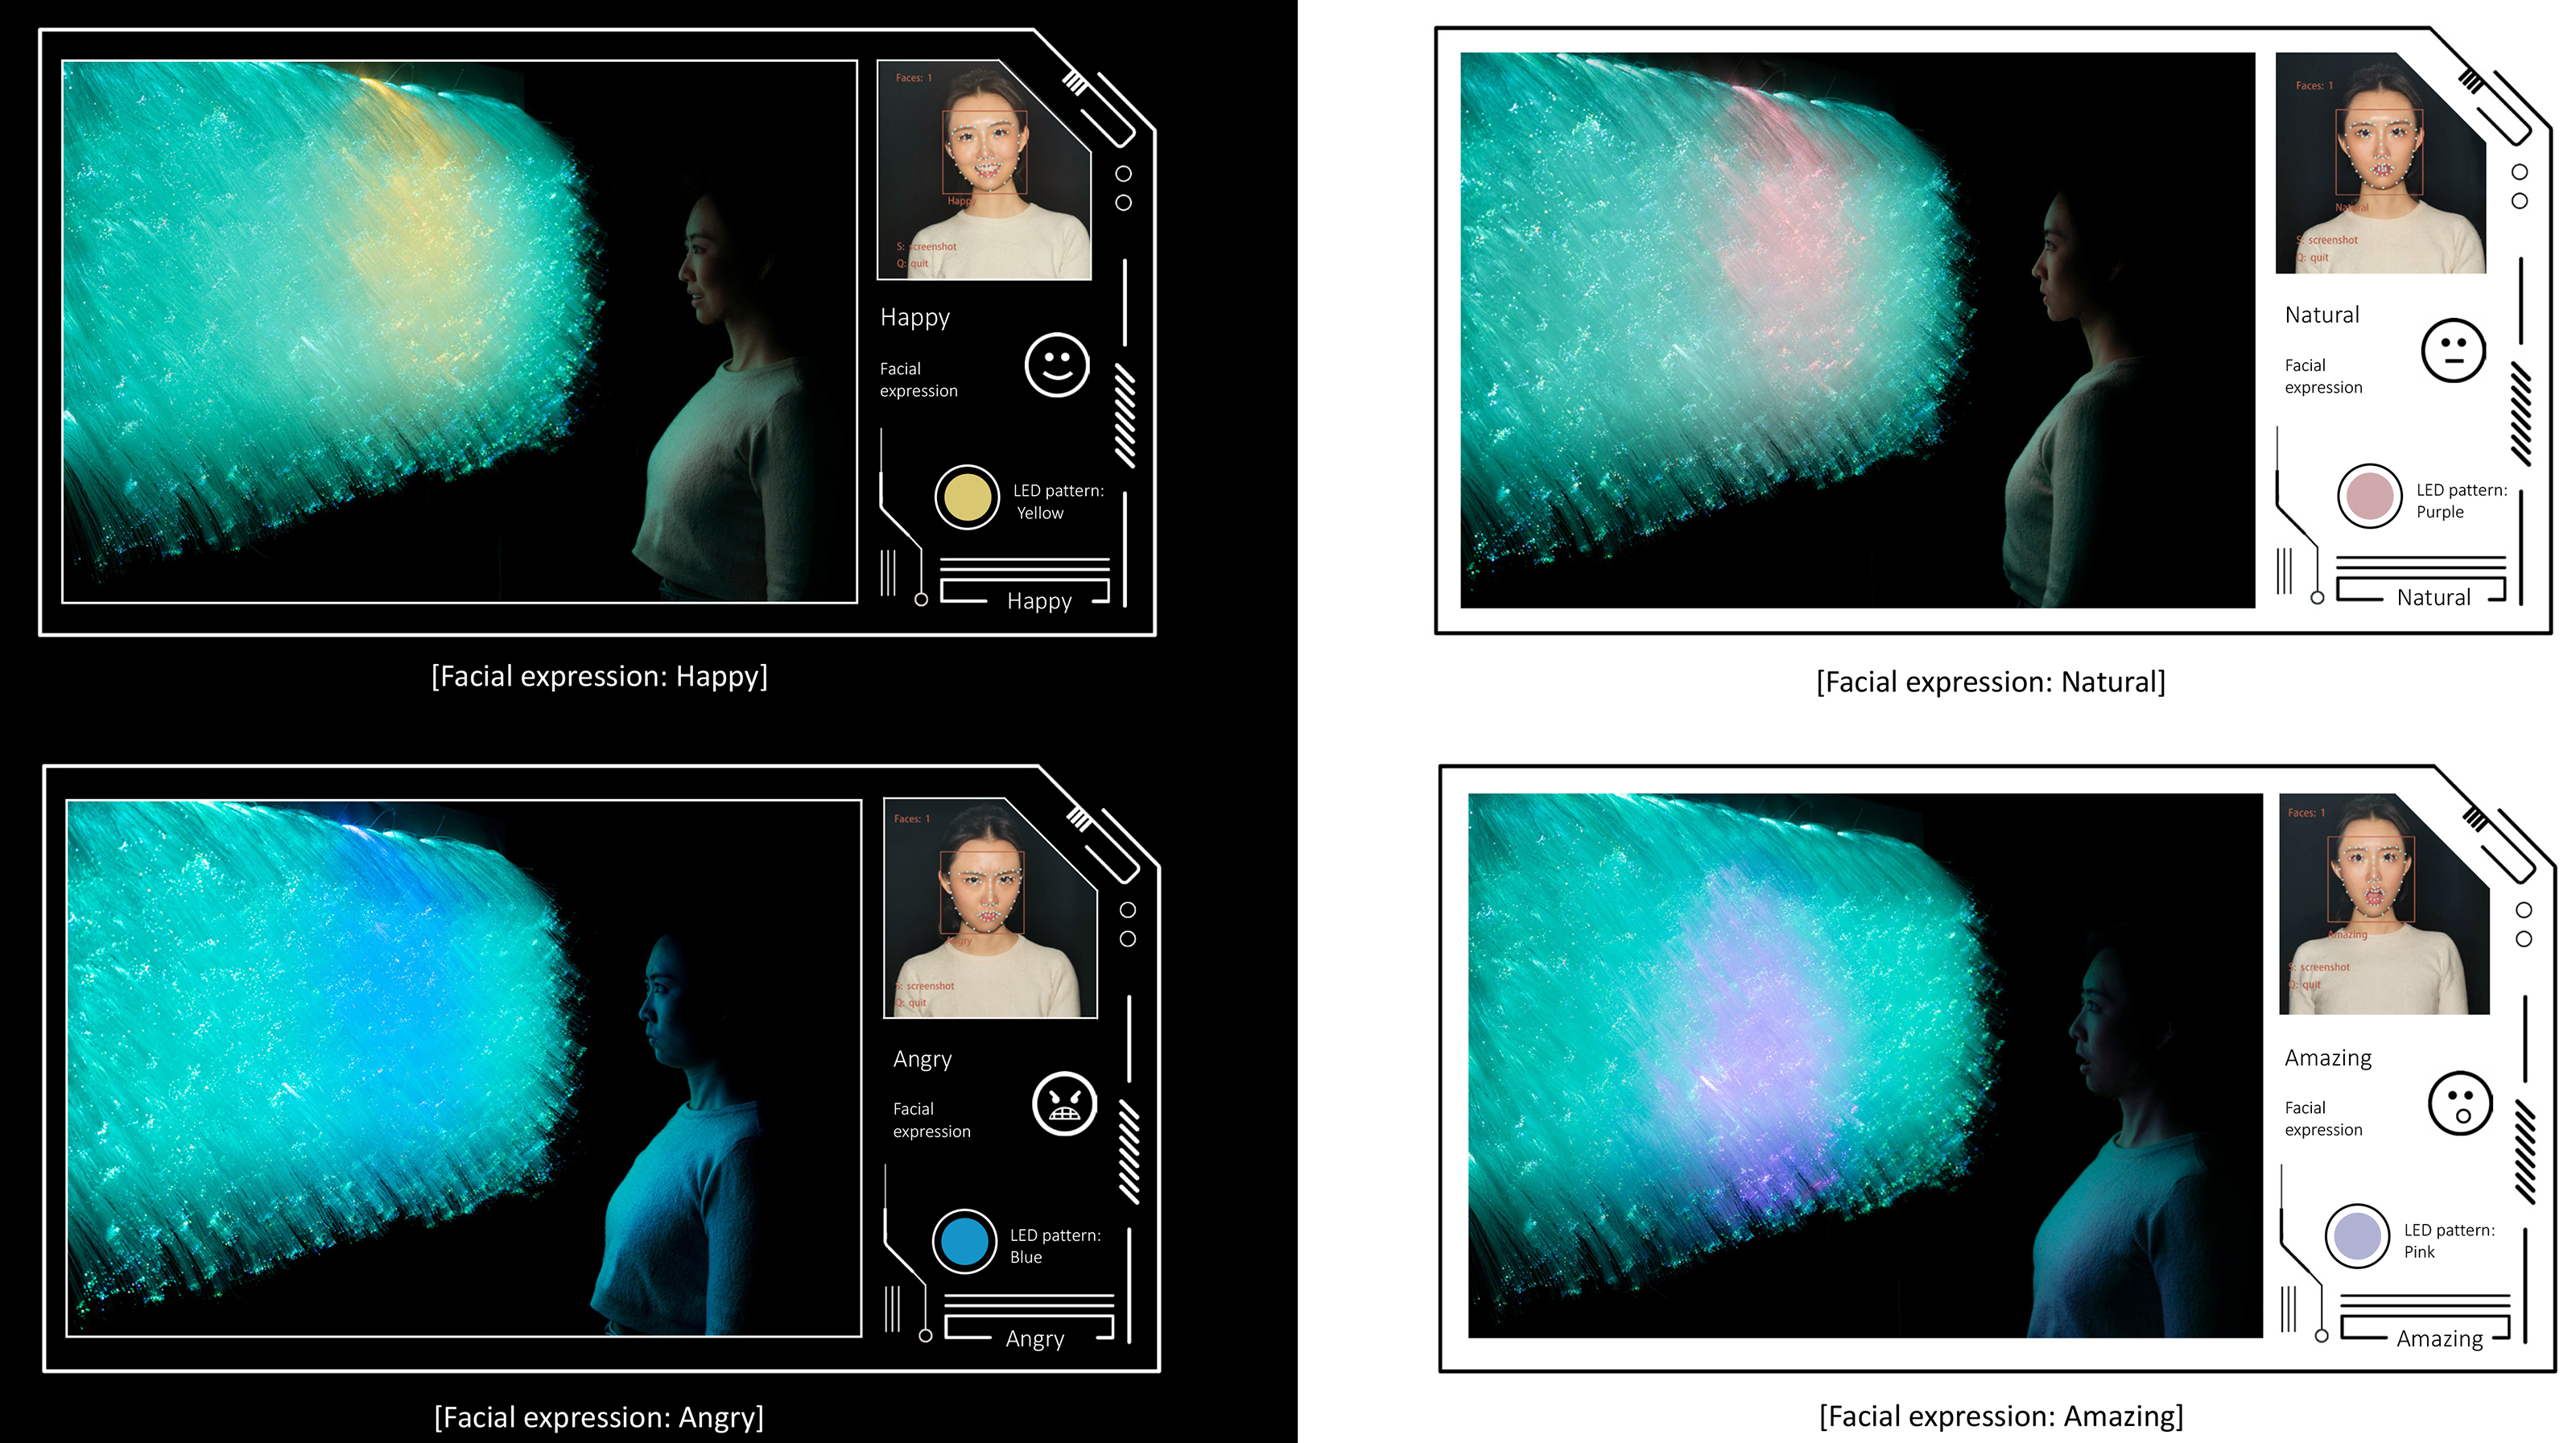 Faces: 1
Happy
S: screenshot
Q: quit
Happy
Facial
expression
LED pattern:
Yellow
Happy
[Facial expression: Happy]
Faces: 1
Natural
S: screenshot
Q: quit
Natural
Facial
expression
LED pattern:
Purple
Natural
[Facial expression: Natural]
Faces: 1
Angry
S: screenshot
Q: quit
Angry
Facial
expression
LED pattern:
Blue
Angry
[Facial expression: Angry]
Faces: 1
Amazing
S: screenshot
Q: quit
Amazing
Facial
expression
LED pattern:
Pink
Amazing
[Facial expression: Amazing]